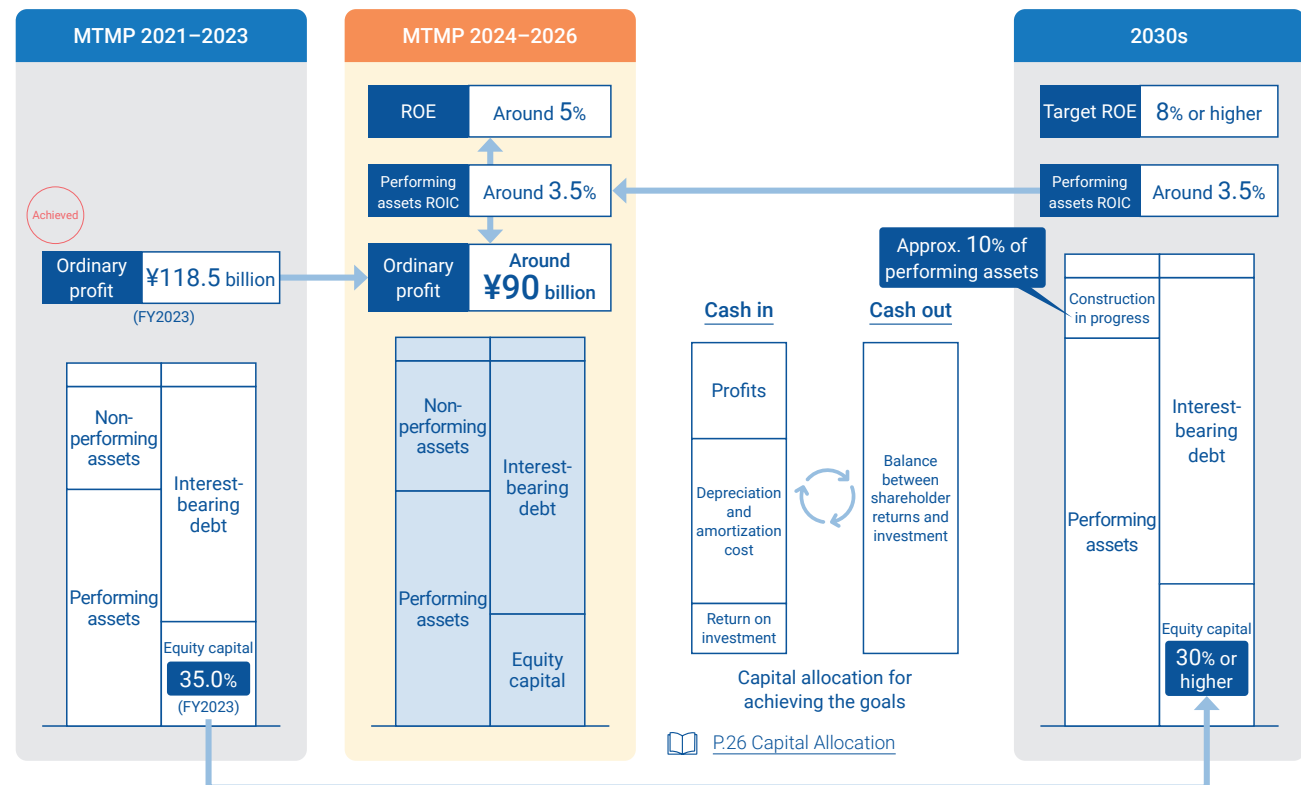 MTMP 2021–2023
Achieved
Ordinary
profit
¥118.5 billion
(FY2023)
Non-
performing
assets
Performing
assets
Interest-
bearing
debt
Equity capital
35.0%
(FY2023)
MTMP 2024–2026
ROE
Around 5%
Performing
assets ROIC
Around 3.5%
Ordinary
profit
Around
¥90 billion
Non-
performing
assets
Performing
assets
Interest-
bearing
debt
Equity
capital
Cash in
Profits
Depreciation
and
amortization
cost
Return on
investment
Cash out
Balance
between
shareholder
returns and
investment
Capital allocation for
achieving the goals
P.26 Capital Allocation
2030s
Target ROE
8% or higher
Performing
assets ROIC
Around 3.5%
Approx. 10% of
performing assets
Construction
in progress
Performing
assets
Interest-
bearing
debt
Equity capital
30% or
higher